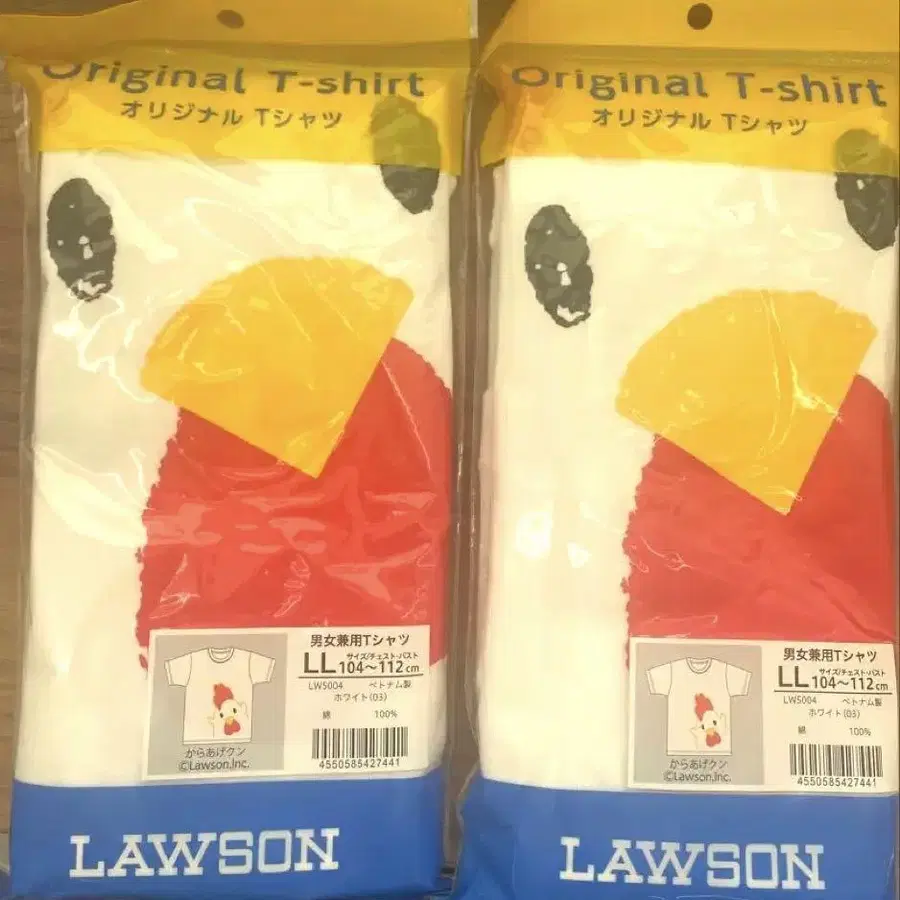 Original T-shirt
オリジナル Tシャツ
男女兼用Tシャツ
サイズ/チェスト・バスト
LL 104〜112cm
LW5004 ベトナム製
ホワイト(03)
綿 100%
からあげクン
©Lawson,Inc.
4550585427441
LAWSON
Original T-shirt
オリジナル Tシャツ
男女兼用Tシャツ
サイズ/チェスト・バスト
LL 104〜112cm
LW5004 ベトナム製
ホワイト(03)
綿 100%
からあげクン
©Lawson,Inc.
4550585427441
LAWSON